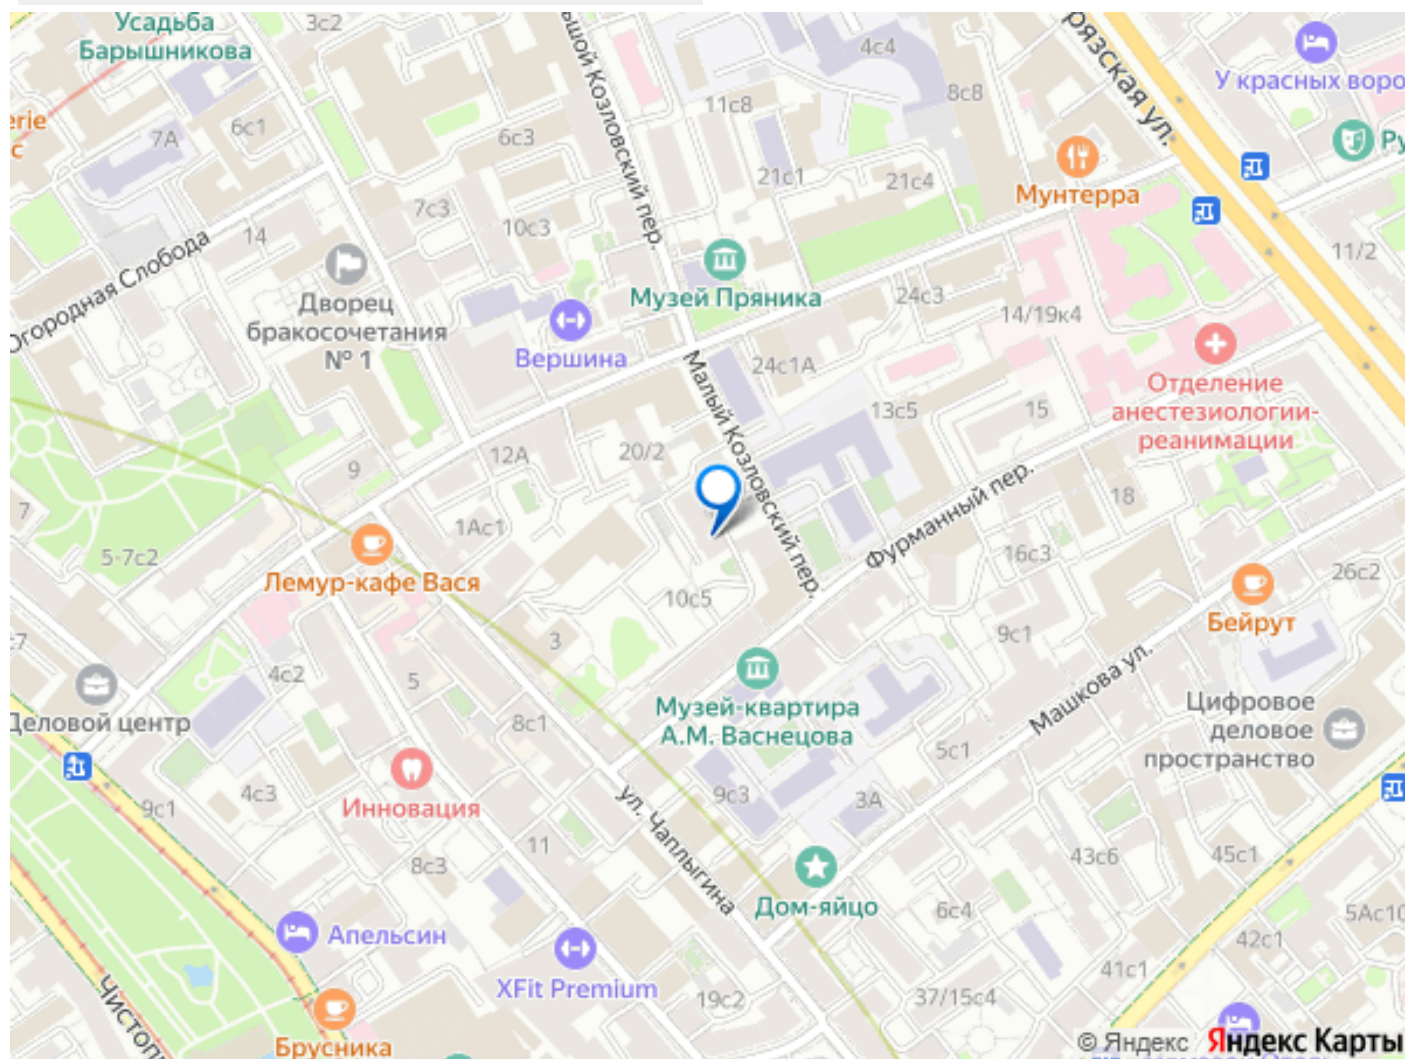 Усадьба
Барышникова
3с2
4с4
У красных воро
11с8
8с8
erie
с
7А
6с1
6с3
Ру
Мунтерра
21с1
21с4
7с3
14
10с3
11/2
Огородная Слобода
Большой Козловский пер.
Дворец
бракосочетания
№ 1
Музей Пряника
24с3
14/19к4
Вершина
24с1А
Малый Козловский пер.
Отделение
анестезиологии-
реанимации
13с5
15
20/2
12А
9
18
7
1Ас1
5-7с2
Фурманный пер.
16с3
Лемур-кафе Вася
26с2
10с5
Бейрут
9с1
3
с7
4с2
5
Машкова ул.
Музей-квартира
А.М. Васнецова
Деловой центр
8с1
Цифровое
деловое
пространство
5с1
Инновация
4с3
9с1
9с3
3А
ул. Чаплыгина
11
8с3
43с6
45с1
Дом-яйцо
6с4
5Ас10
Апельсин
42с1
41с1
XFit Premium
19с2
37/15с4
Брусника
© Яндекс Яндекс Карты